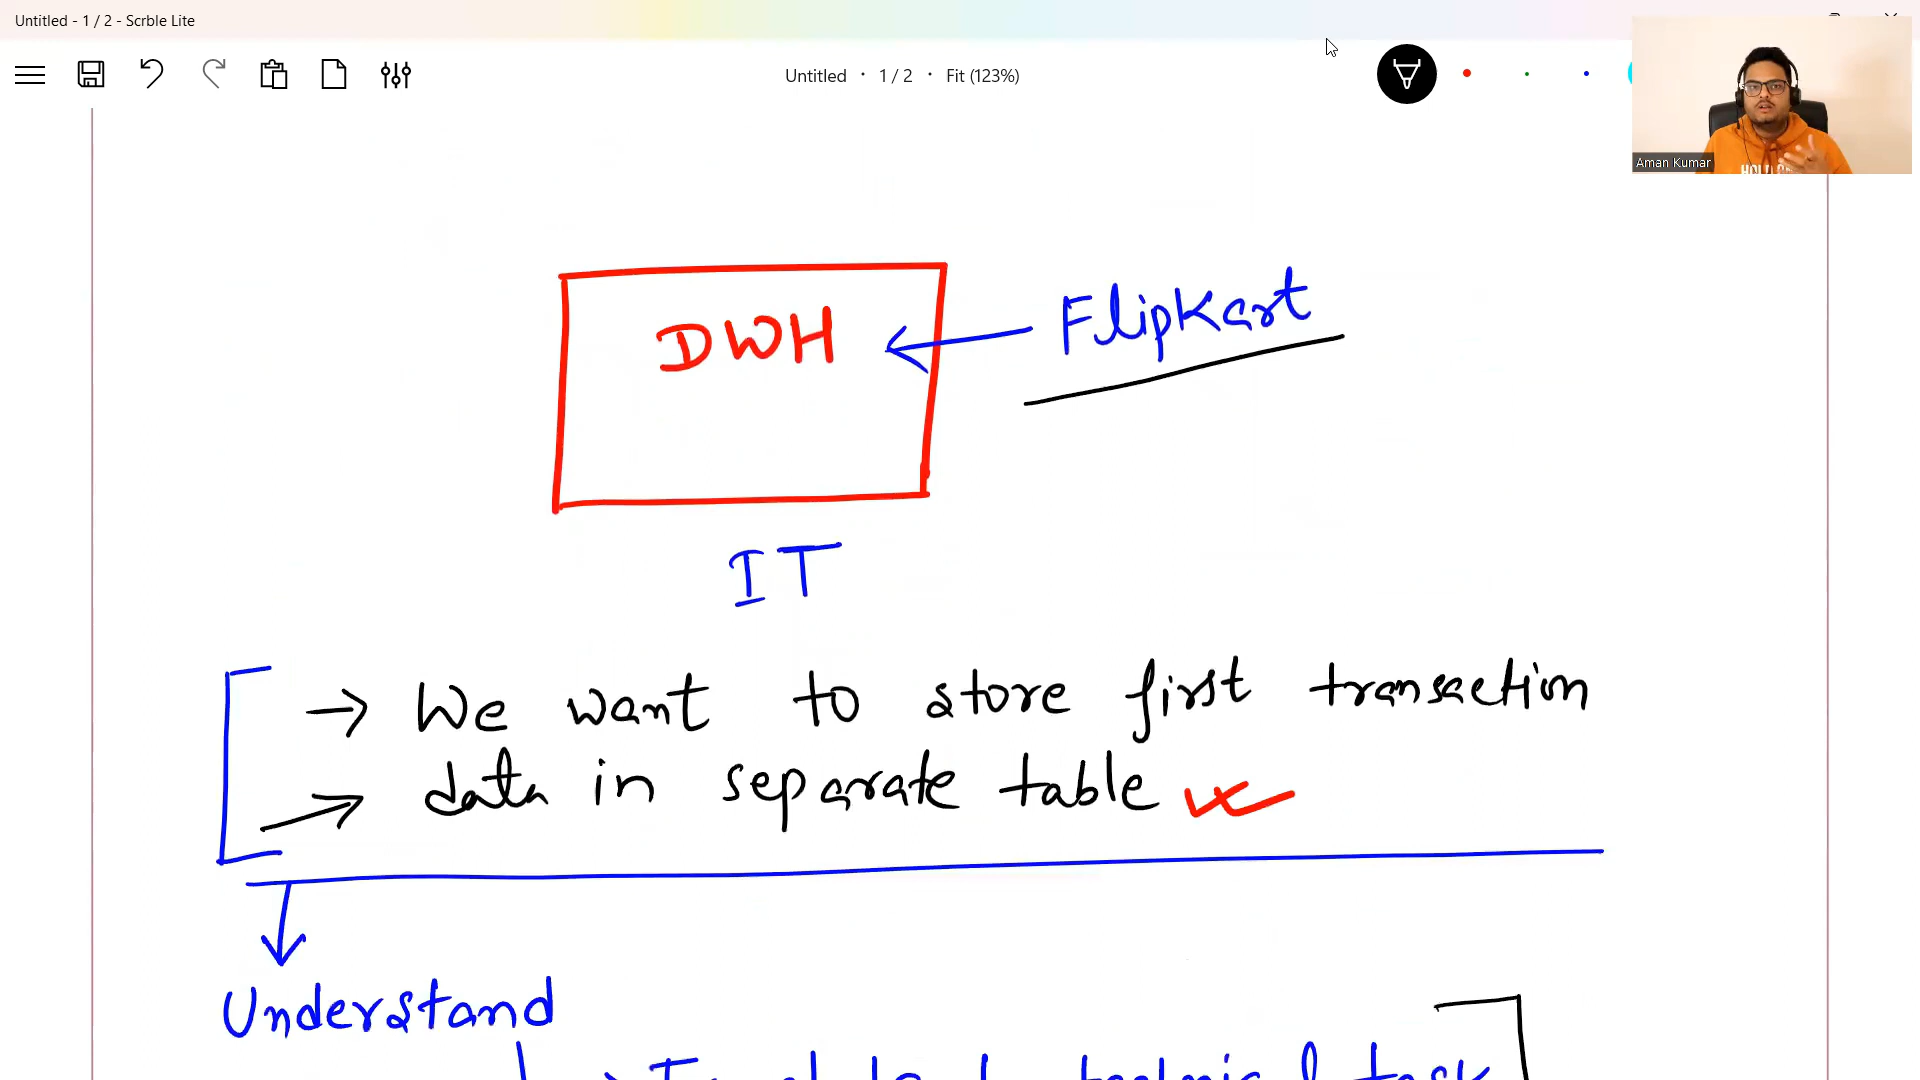 Untitled - 1 / 2 - Scrble Lite
Untitled • 1 / 2 • Fit (123%)
Aman Kumar
DWH ← Flipkart
IT
→ We want to store first transaction
→ data in separate table
Understand
task